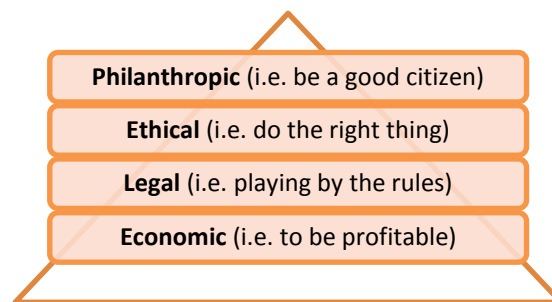 Philanthropic (i.e. be a good citizen)
Ethical (i.e. do the right thing)
Legal (i.e. playing by the rules)
Economic (i.e. to be profitable)